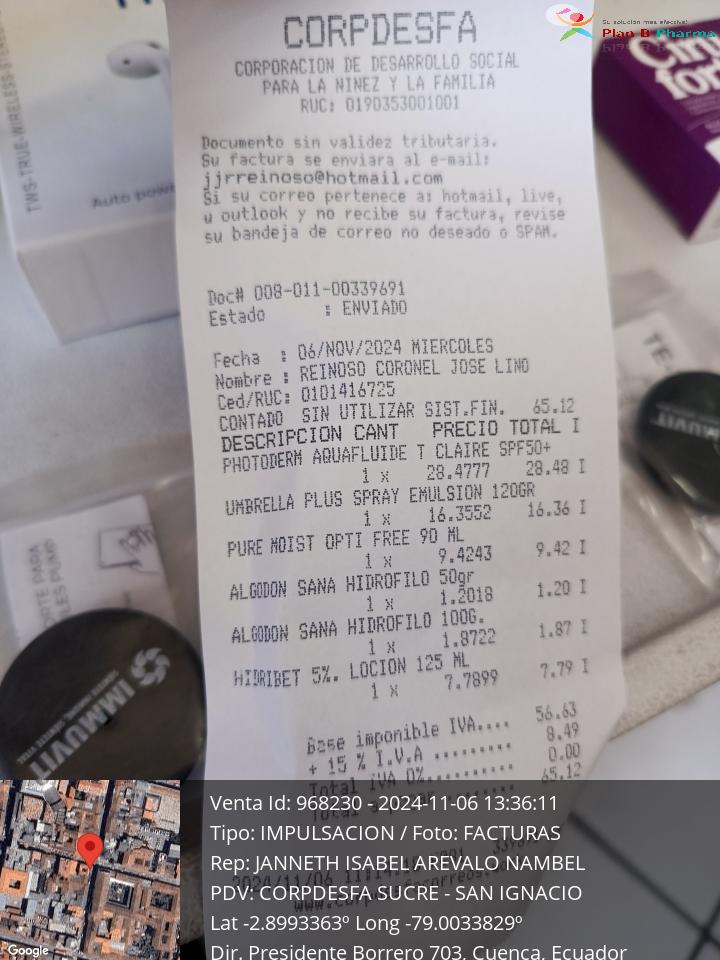 CORPDESFA
CORPORACION DE DESARROLLO SOCIAL
PARA LA NINEZ Y LA FAMILIA
RUC: 0190353001001
Documento sin validez tributaria.
Su factura se enviara al e-mail:
jjrreinoso@hotmail.com
Si su correo pertenece a: hotmail, live,
u outlook y no recibe su factura, revise
su bandeja de correo no deseado o SPAM.
Doc# 008-011-00339691
Estado : ENVIADO
Fecha : 06/NOV/2024 MIERCOLES
Nombre : REINOSO CORONEL JOSE LINO
Ced/RUC: 0101416725
CONTADO SIN UTILIZAR SIST.FIN. 65.12
DESCRIPCION CANT PRECIO TOTAL I
PHOTODERM AQUAFLUIDE T CLAIRE SPF50+
1 x 28.4777 28.48 I
UMBRELLA PLUS SPRAY EMULSION 120GR
1 x 16.3552 16.36 I
PURE MOIST OPTI FREE 90 ML
1 x 9.4243 9.42 I
ALGODON SANA HIDROFILO 50gr
1 x 1.2018 1.20 I
ALGODON SANA HIDROFILO 100G.
1 x 1.8722 1.87 I
HIDRIBET 5%. LOCION 125 ML
1 x 7.7899 7.79 I
Base imponible IVA.... 56.63
+ 15 % I.V.A ......... 8.49
Total IVA 0%.......... 0.00
65.12
Su solución más efectiva!
Plan B Pharma
TWS-TRUE-WIRELESS-STE
Auto powe
IMMUVIT
Venta Id: 968230 - 2024-11-06 13:36:11
Tipo: IMPULSACION / Foto: FACTURAS
Rep: JANNETH ISABEL AREVALO NAMBEL
PDV: CORPDESFA SUCRE - SAN IGNACIO
Lat -2.8993363º Long -79.0033829º
Dir. Presidente Borrero 703, Cuenca, Ecuador
Google